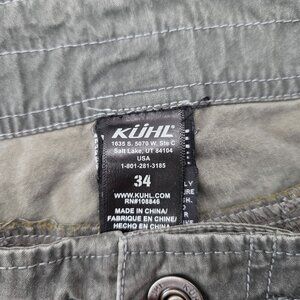 KÜHL
1635 S. 5070 W. Ste C
Salt Lake, UT 84104
USA
1-801-281-3185
34
WWW.KUHL.COM
RN#108846
MADE IN CHINA/
FABRIQUE EN CHINE/
HECHO EN CHINA